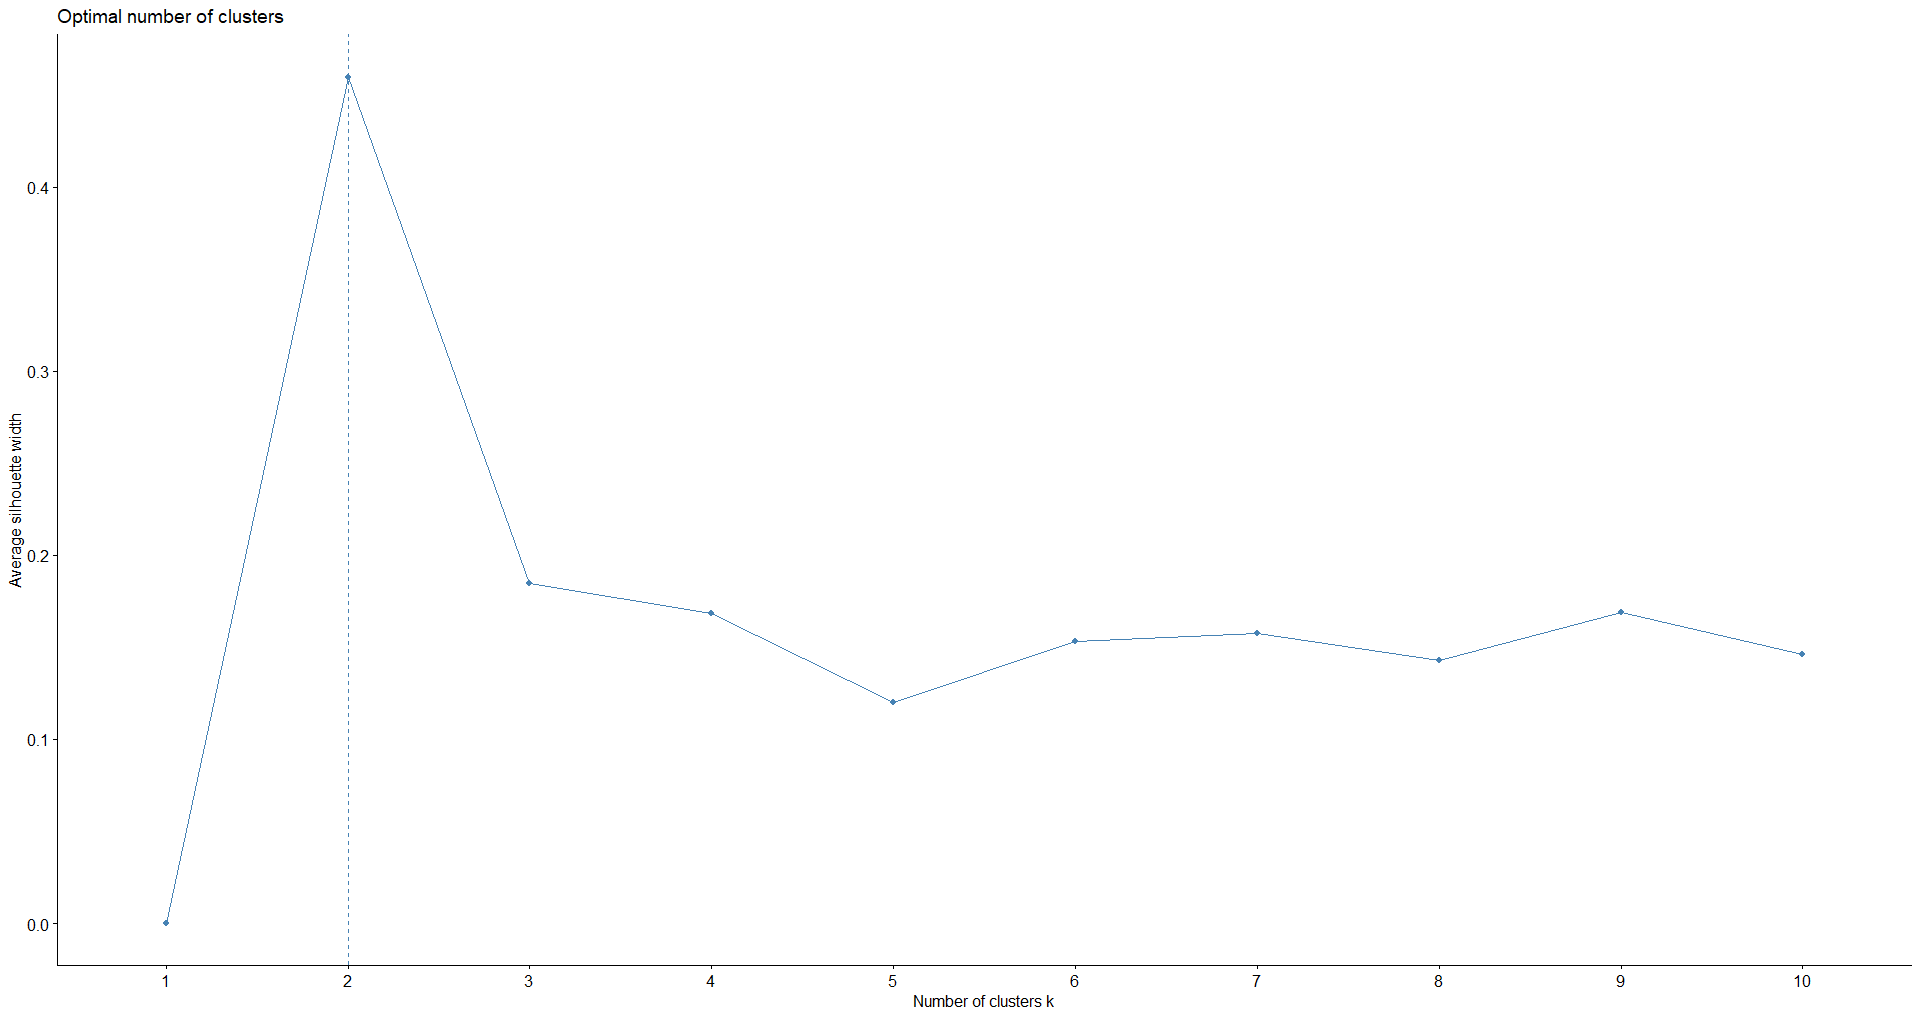 Optimal number of clusters
Average silhouette width
0.4
0.3
0.2
0.1
0.0
1 2 3 4 5 6 7 8 9 10
Number of clusters k